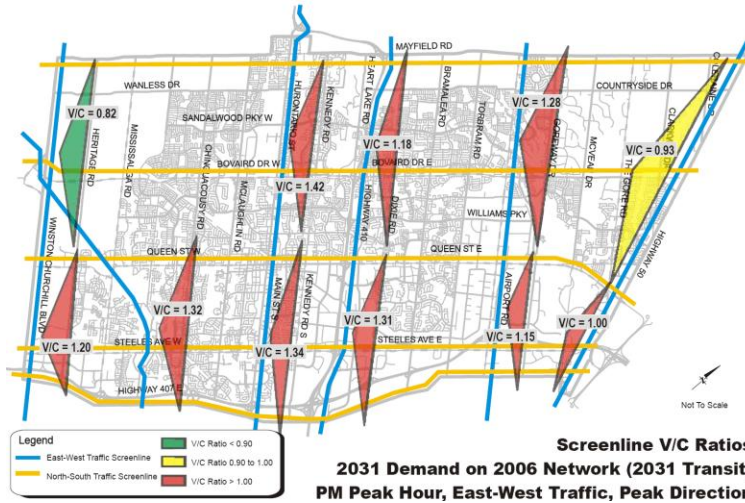 MAYFIELD RD
WANLESS DR
COUNTRYSIDE DR
V/C = 0.82
V/C = 1.28
SANDALWOOD PKY W
HURONTARIO ST
KENNEDY RD
HEART LAKE RD
BRAMALEA RD
TORBRAM RD
GOREWAY DR
MCVEAN DR
THE GORE RD
HERITAGE RD
MISSISSAUGA RD
CHINGUACOUSY RD
MCLAUGHLIN RD
V/C = 1.18
V/C = 0.93
BOVAIRD DR W
BOVAIRD DR E
V/C = 1.42
HIGHWAY 410
DIXIE RD
WILLIAMS PKY
WINSTON CHURCHILL BLVD
QUEEN ST W
QUEEN ST E
HIGHWAY 50
MAIN ST S
KENNEDY RD S
AIRPORT RD
V/C = 1.32
V/C = 1.31
V/C = 1.00
V/C = 1.20
STEELES AVE W
V/C = 1.34
STEELES AVE E
V/C = 1.15
HIGHWAY 407 E
Not To Scale
Legend
East-West Traffic Screenline
North-South Traffic Screenline
V/C Ratio < 0.90
V/C Ratio 0.90 to 1.00
V/C Ratio > 1.00
Screenline V/C Ratios
2031 Demand on 2006 Network (2031 Transit
PM Peak Hour, East-West Traffic, Peak Direction